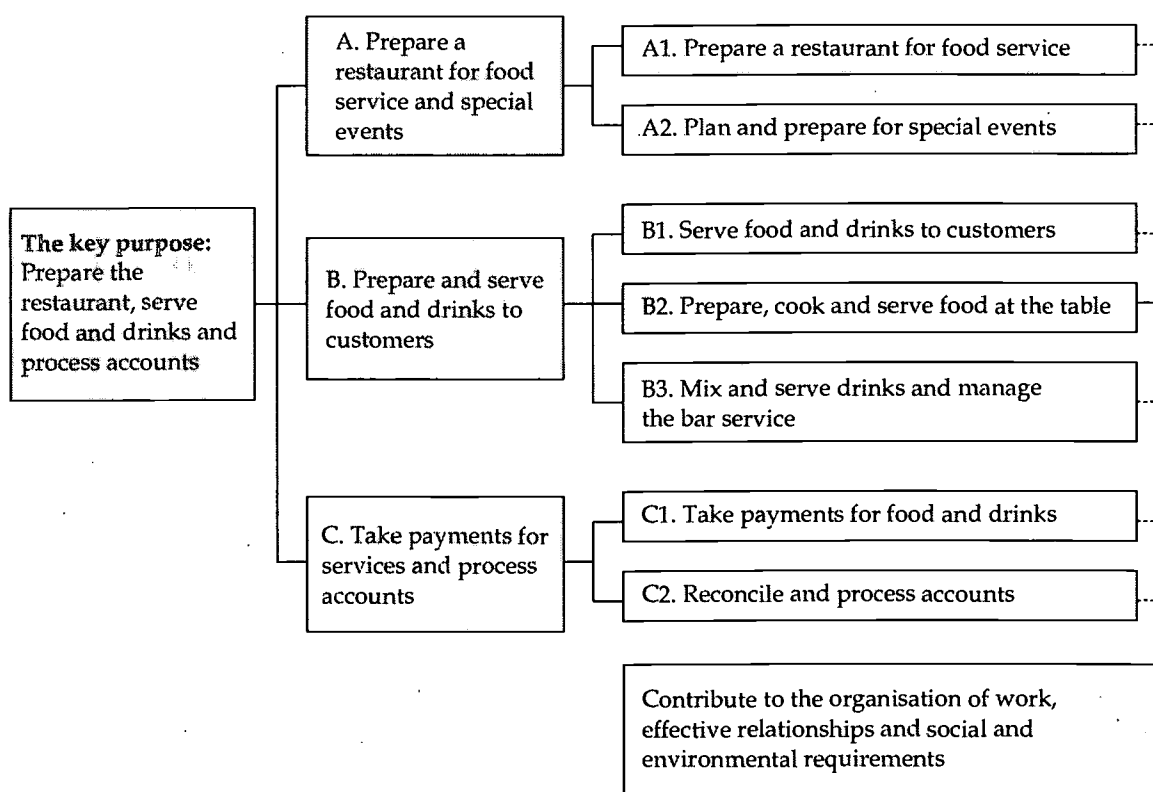 The key purpose:
Prepare the
restaurant, serve
food and drinks and
process accounts
A. Prepare a
restaurant for food
service and special
events
A1. Prepare a restaurant for food service
A2. Plan and prepare for special events
B. Prepare and serve
food and drinks to
customers
B1. Serve food and drinks to customers
B2. Prepare, cook and serve food at the table
B3. Mix and serve drinks and manage
the bar service
C. Take payments for
services and process
accounts
C1. Take payments for food and drinks
C2. Reconcile and process accounts
Contribute to the organisation of work,
effective relationships and social and
environmental requirements